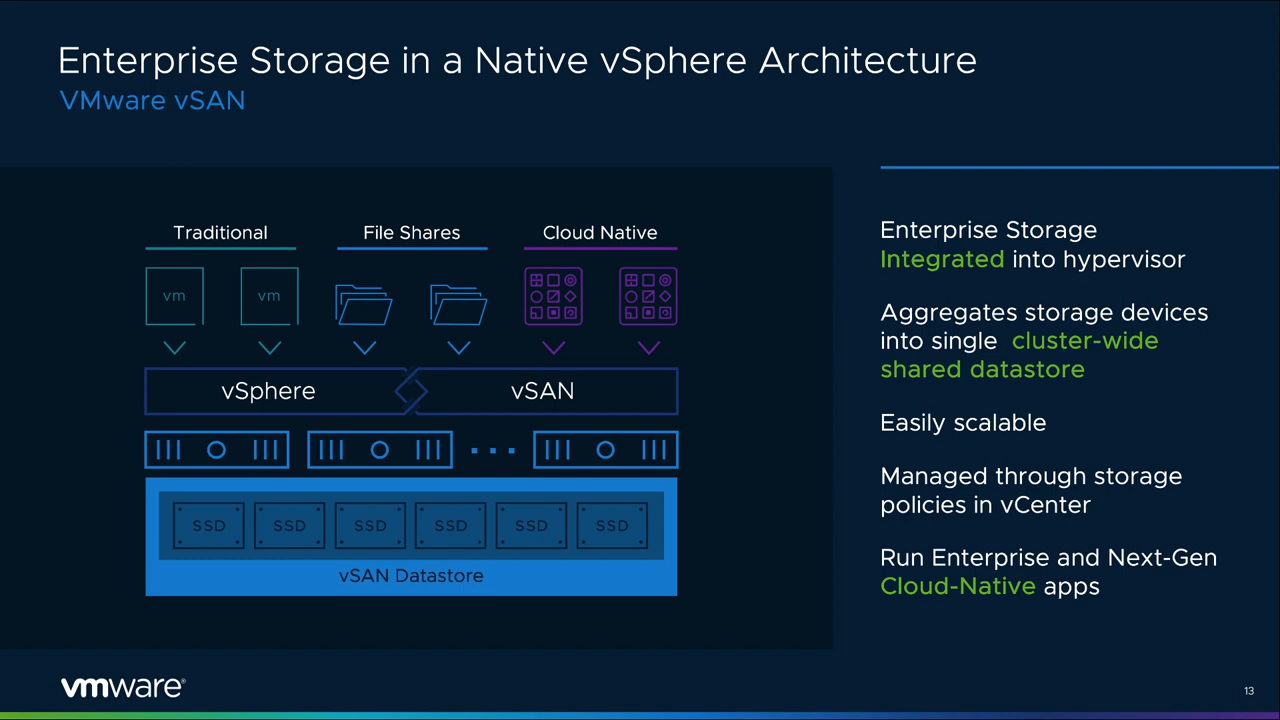 Enterprise Storage in a Native vSphere Architecture
VMware vSAN
Traditional
File Shares
Cloud Native
vm
vm
vSphere
vSAN
SSD
SSD
SSD
SSD
SSD
SSD
vSAN Datastore
Enterprise Storage
Integrated into hypervisor
Aggregates storage devices
into single cluster-wide
shared datastore
Easily scalable
Managed through storage
policies in vCenter
Run Enterprise and Next-Gen
Cloud-Native apps
vmware®
13